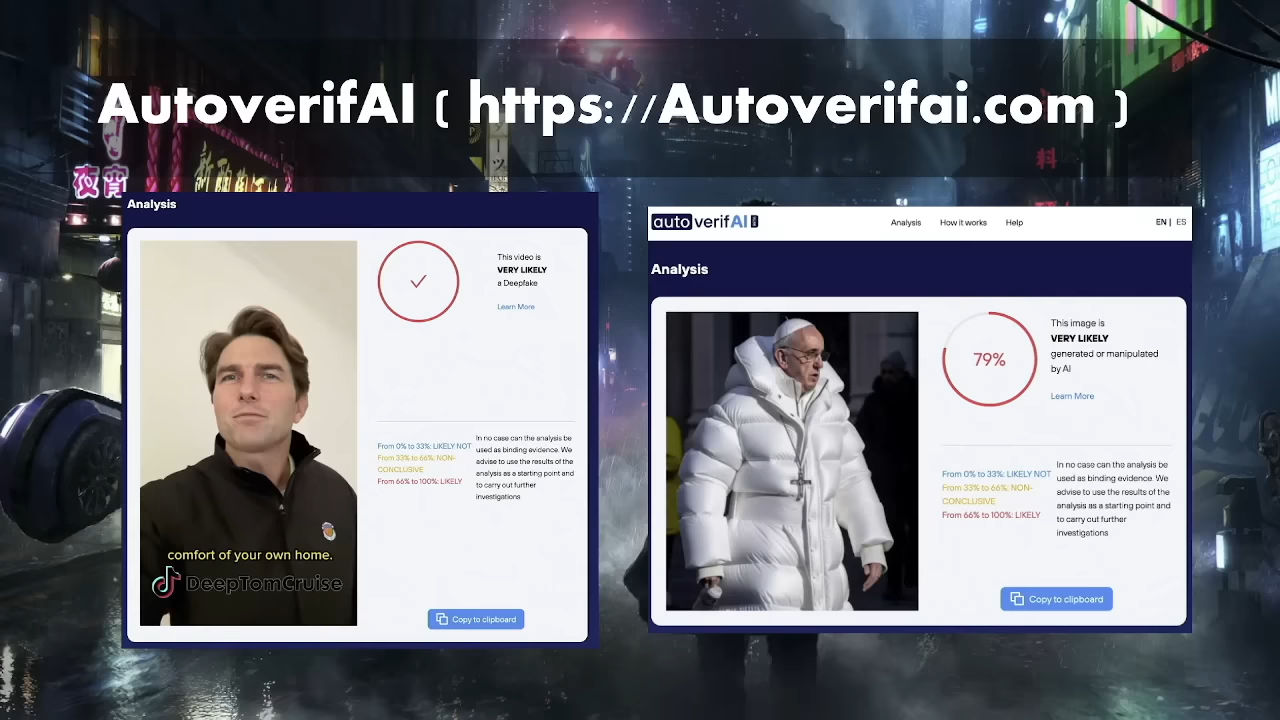 AutoverifAI ( https://Autoverifai.com )
夜宵
料
Analysis
This video is
VERY LIKELY
a Deepfake
Learn More
From 0% to 33%: LIKELY NOT
From 33% to 66%: NON-
CONCLUSIVE
From 66% to 100%: LIKELY
In no case can the analysis be
used as binding evidence. We
advise to use the results of the
analysis as a starting point and
to carry out further
investigations
comfort of your own home.
DeepTomCruise
Copy to clipboard
auto verifAI
Analysis
How it works
Help
EN | ES
Analysis
79%
This image is
VERY LIKELY
generated or manipulated
by AI
Learn More
From 0% to 33%: LIKELY NOT
From 33% to 66%: NON-
CONCLUSIVE
From 66% to 100%: LIKELY
In no case can the analysis be
used as binding evidence. We
advise to use the results of the
analysis as a starting point and
to carry out further
investigations
Copy to clipboard